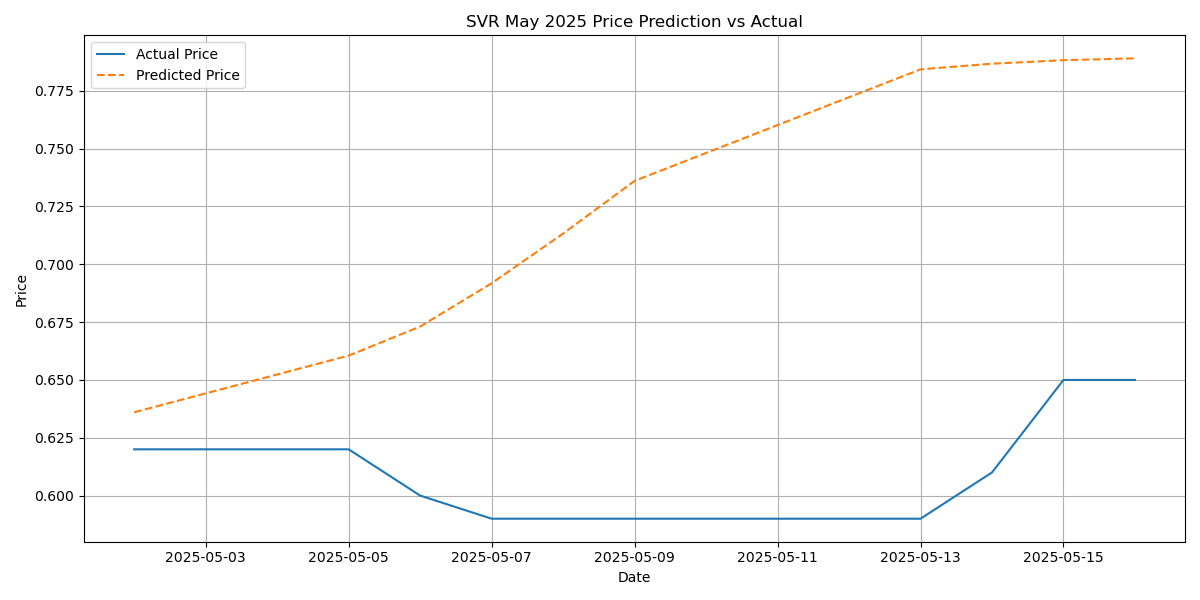 SVR May 2025 Price Prediction vs Actual
Actual Price
Predicted Price
Price
0.775
0.750
0.725
0.700
0.675
0.650
0.625
0.600
2025-05-03 2025-05-05 2025-05-07 2025-05-09 2025-05-11 2025-05-13 2025-05-15
Date